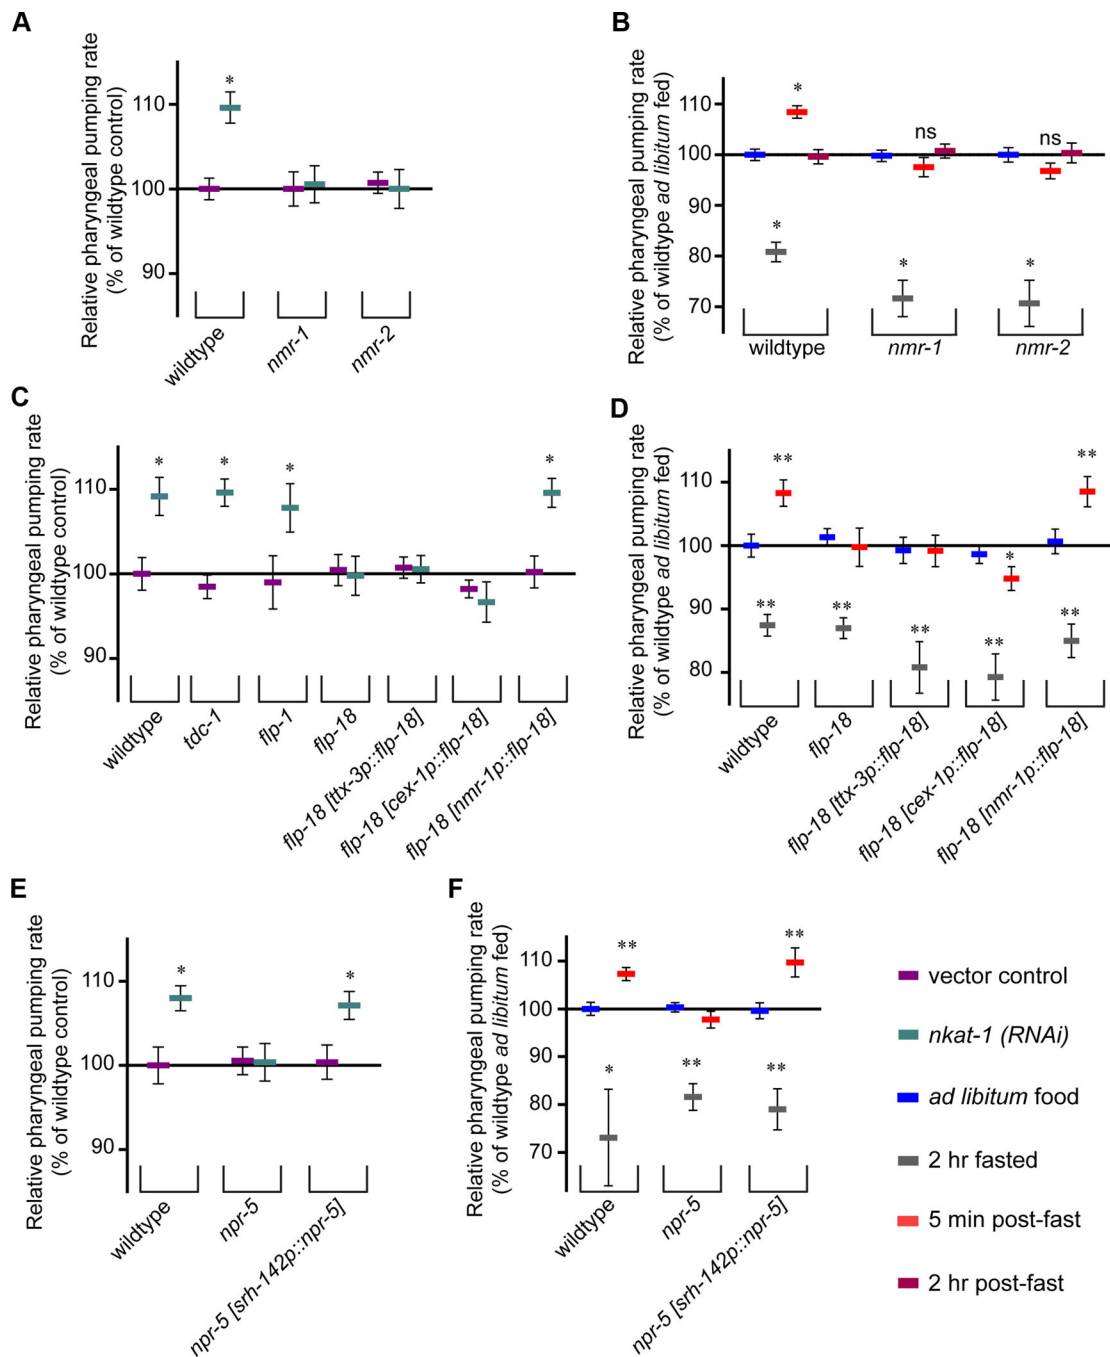 A
Relative pharyngeal pumping rate
(% of wildtype control)
110
100
90
*
wildtype
nmr-1
nmr-2
B
Relative pharyngeal pumping rate
(% of wildtype ad libitum fed)
110
100
90
80
70
*
*
ns
*
ns
*
wildtype
nmr-1
nmr-2
C
Relative pharyngeal pumping rate
(% of wildtype control)
110
100
90
*
*
*
*
wildtype
tdc-1
flp-1
flp-18
flp-18 [ttx-3p::flp-18]
flp-18 [cex-1p::flp-18]
flp-18 [nmr-1p::flp-18]
D
Relative pharyngeal pumping rate
(% of wildtype ad libitum fed)
110
100
90
80
**
**
**
**
*
**
**
**
wildtype
flp-18
flp-18 [ttx-3p::flp-18]
flp-18 [cex-1p::flp-18]
flp-18 [nmr-1p::flp-18]
E
Relative pharyngeal pumping rate
(% of wildtype control)
110
100
90
*
*
wildtype
npr-5
npr-5 [srh-142p::npr-5]
F
Relative pharyngeal pumping rate
(% of wildtype ad libitum fed)
110
100
90
80
70
**
*
**
**
**
wildtype
npr-5
npr-5 [srh-142p::npr-5]
vector control
nkat-1 (RNAi)
ad libitum food
2 hr fasted
5 min post-fast
2 hr post-fast